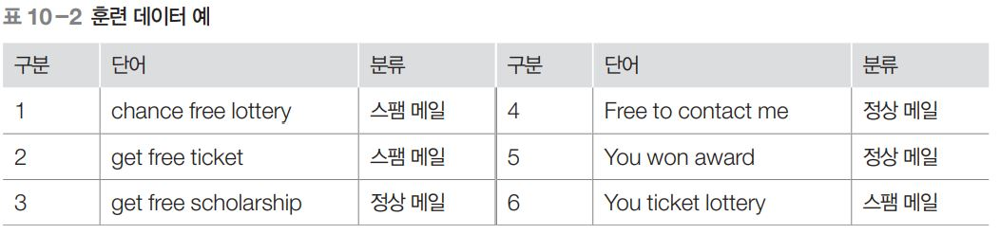 표 10-2 훈련 데이터 예
구분 단어 분류 구분 단어 분류
1 chance free lottery 스팸 메일 4 Free to contact me 정상 메일
2 get free ticket 스팸 메일 5 You won award 정상 메일
3 get free scholarship 정상 메일 6 You ticket lottery 스팸 메일